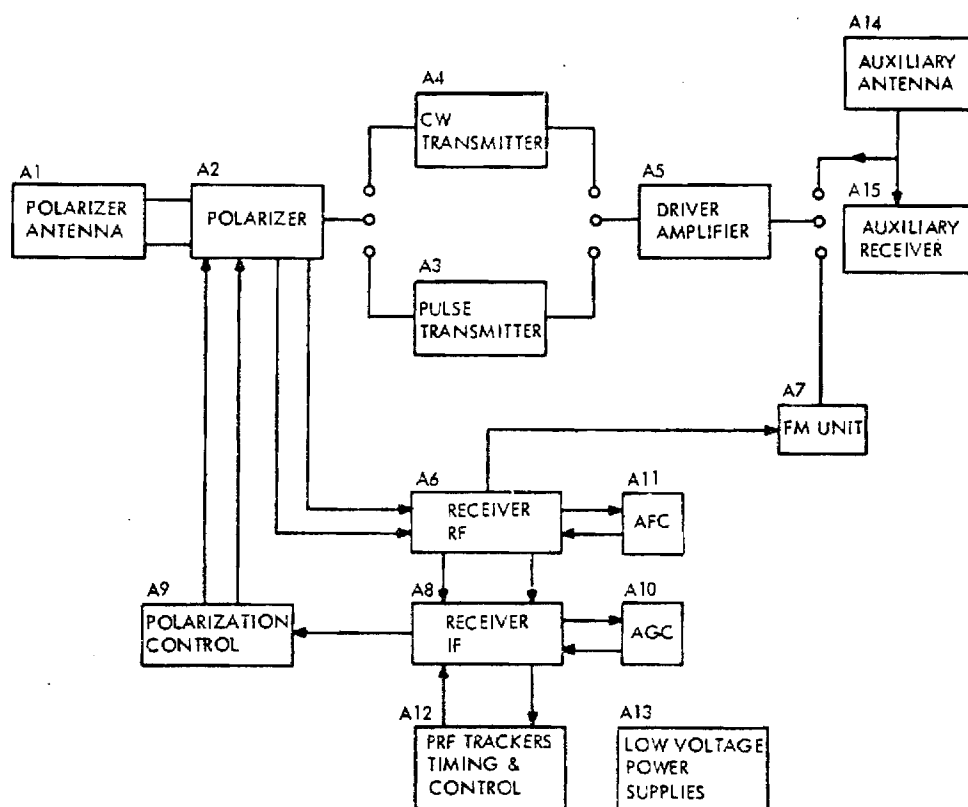 A14
AUXILIARY
ANTENNA
A4
CW
TRANSMITTER
A1
POLARIZER
ANTENNA
A2
POLARIZER
A5
DRIVER
AMPLIFIER
A15
AUXILIARY
RECEIVER
A3
PULSE
TRANSMITTER
A7
FM UNIT
A6
RECEIVER
RF
A11
AFC
A9
POLARIZATION
CONTROL
A8
RECEIVER
IF
A10
AGC
A12
PRF TRACKERS
TIMING &
CONTROL
A13
LOW VOLTAGE
POWER
SUPPLIES